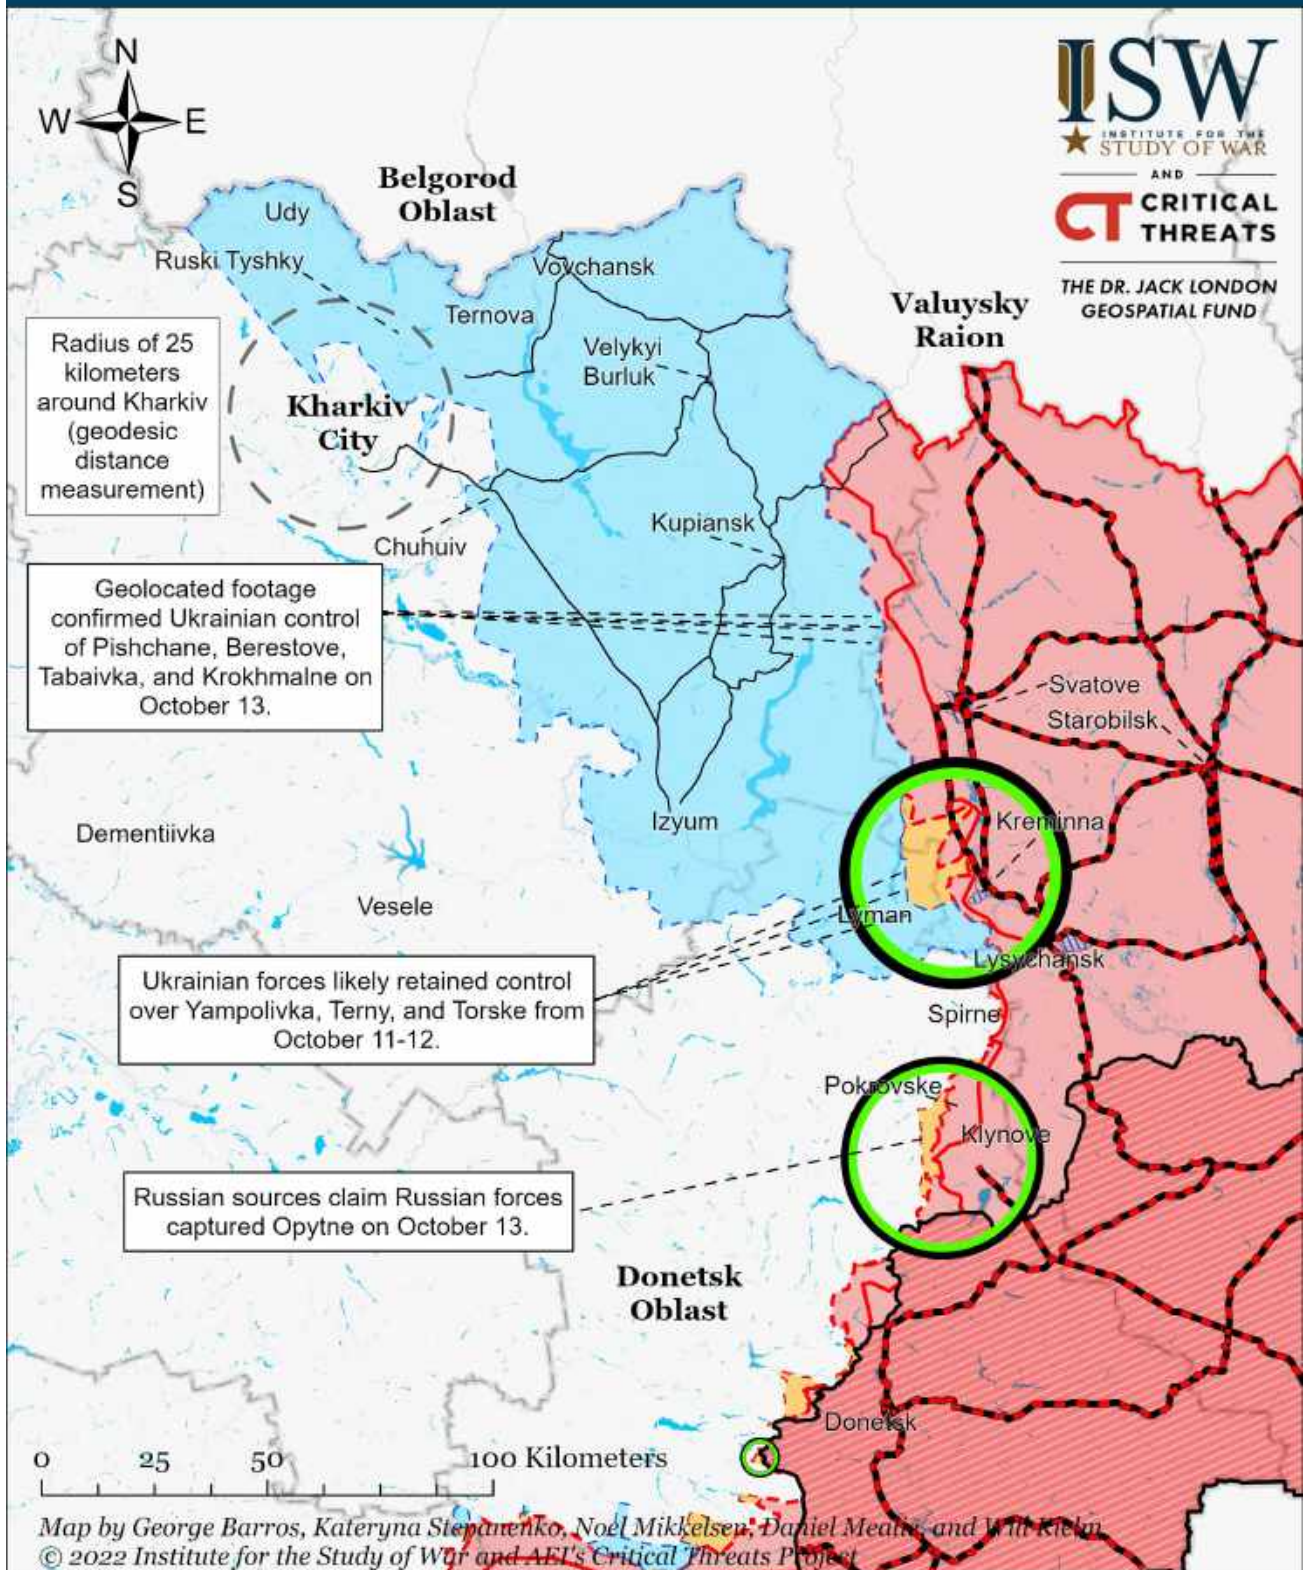 N
W E
S
ISW
INSTITUTE FOR THE
STUDY OF WAR
AND
CT CRITICAL
THREATS
THE DR. JACK LONDON
GEOSPATIAL FUND
Belgorod
Oblast
Udy
Ruski Tyshky
Vovchansk
Ternova
Valuysky
Raion
Velykyi
Burluk
Radius of 25
kilometers
around Kharkiv
(geodesic
distance
measurement)
Kharkiv
City
Kupiansk
Chuhuiv
Geolocated footage
confirmed Ukrainian control
of Pishchane, Berestove,
Tabaivka, and Krokhmalne on
October 13.
Svatove
Starobilsk
Izyum
Kreminna
Dementiivka
Vesele
Lyman
Lysychansk
Ukrainian forces likely retained control
over Yampolivka, Terny, and Torske from
October 11-12.
Spirne
Pokrovske
Klynove
Russian sources claim Russian forces
captured Opytne on October 13.
Donetsk
Oblast
Donetsk
0 25 50 100 Kilometers
Map by George Barros, Kateryna Stepanenko, Noel Mikkelsen, Daniel Mealie, and Will Kielm
© 2022 Institute for the Study of War and AEI's Critical Threats Project